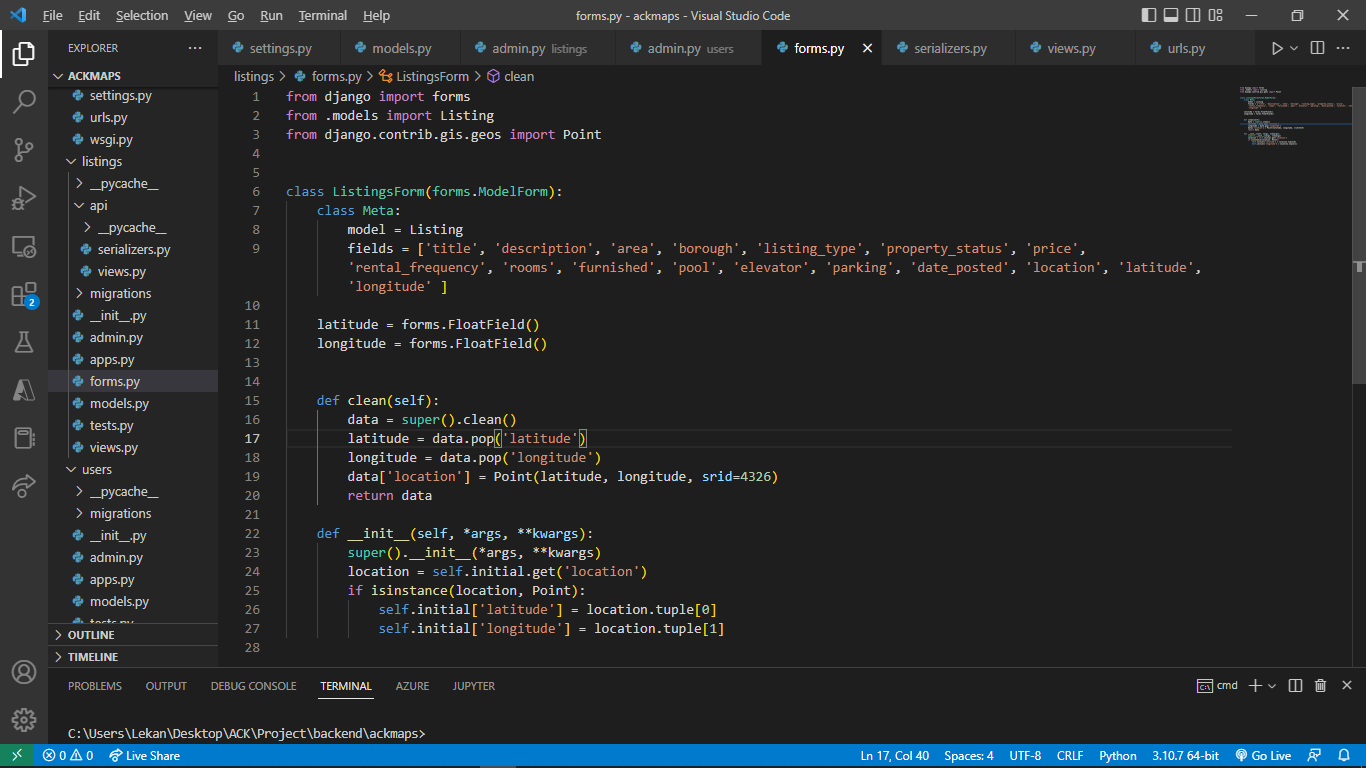 File Edit Selection View Go Run Terminal Help
forms.py - ackmaps - Visual Studio Code
EXPLORER
ACKMAPS
settings.py
urls.py
wsgi.py
listings
__pycache__
api
__pycache__
serializers.py
views.py
migrations
__init__.py
admin.py
apps.py
forms.py
models.py
tests.py
views.py
users
__pycache__
migrations
__init__.py
admin.py
apps.py
models.py
tests.py
OUTLINE
TIMELINE
2
settings.py models.py admin.py listings admin.py users forms.py serializers.py views.py urls.py
listings > forms.py > ListingsForm > clean
1 from django import forms
2 from .models import Listing
3 from django.contrib.gis.geos import Point
4
5
6 class ListingsForm(forms.ModelForm):
7 class Meta:
8 model = Listing
9 fields = ['title', 'description', 'area', 'borough', 'listing_type', 'property_status', 'price',
'rental_frequency', 'rooms', 'furnished', 'pool', 'elevator', 'parking', 'date_posted', 'location', 'latitude',
'longitude' ]
10
11 latitude = forms.FloatField()
12 longitude = forms.FloatField()
13
14
15 def clean(self):
16 data = super().clean()
17 latitude = data.pop('latitude')
18 longitude = data.pop('longitude')
19 data['location'] = Point(latitude, longitude, srid=4326)
20 return data
21
22 def __init__(self, *args, **kwargs):
23 super().__init__(*args, **kwargs)
24 location = self.initial.get('location')
25 if isinstance(location, Point):
26 self.initial['latitude'] = location.tuple[0]
27 self.initial['longitude'] = location.tuple[1]
28
PROBLEMS OUTPUT DEBUG CONSOLE TERMINAL AZURE JUPYTER
cmd
C:\Users\Lekan\Desktop\ACK\Project\backend\ackmaps>
0 0 Live Share
Ln 17, Col 40 Spaces: 4 UTF-8 CRLF Python 3.10.7 64-bit Go Live